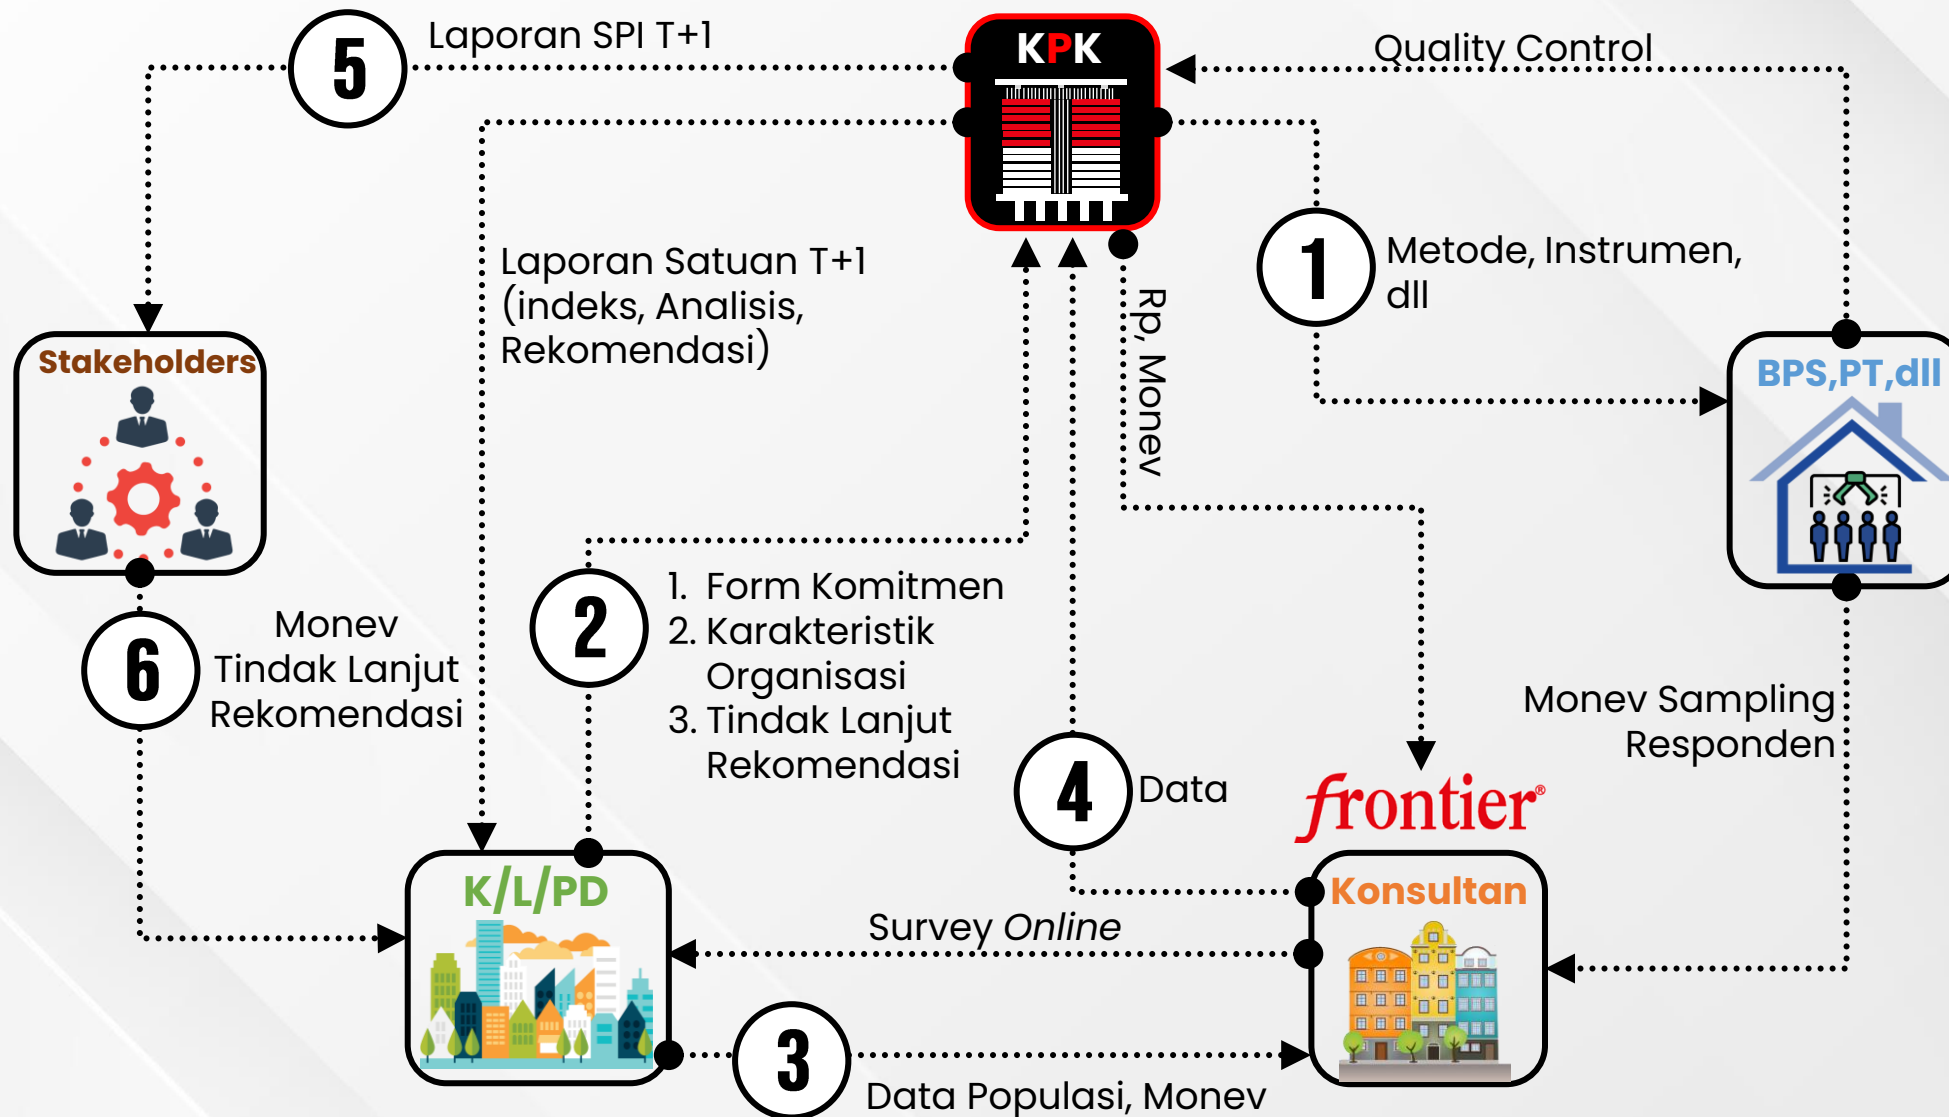 5
Laporan SPI T+1
KPK
Quality Control
Laporan Satuan T+1
(indeks, Analisis,
Rekomendasi)
Rp, Monev
1
Metode, Instrumen,
dll
Stakeholders
BPS,PT,dll
2
1. Form Komitmen
2. Karakteristik
Organisasi
3. Tindak Lanjut
Rekomendasi
6
Monev
Tindak Lanjut
Rekomendasi
Monev Sampling
Responden
4
Data
frontier®
K/L/PD
Konsultan
Survey Online
3
Data Populasi, Monev